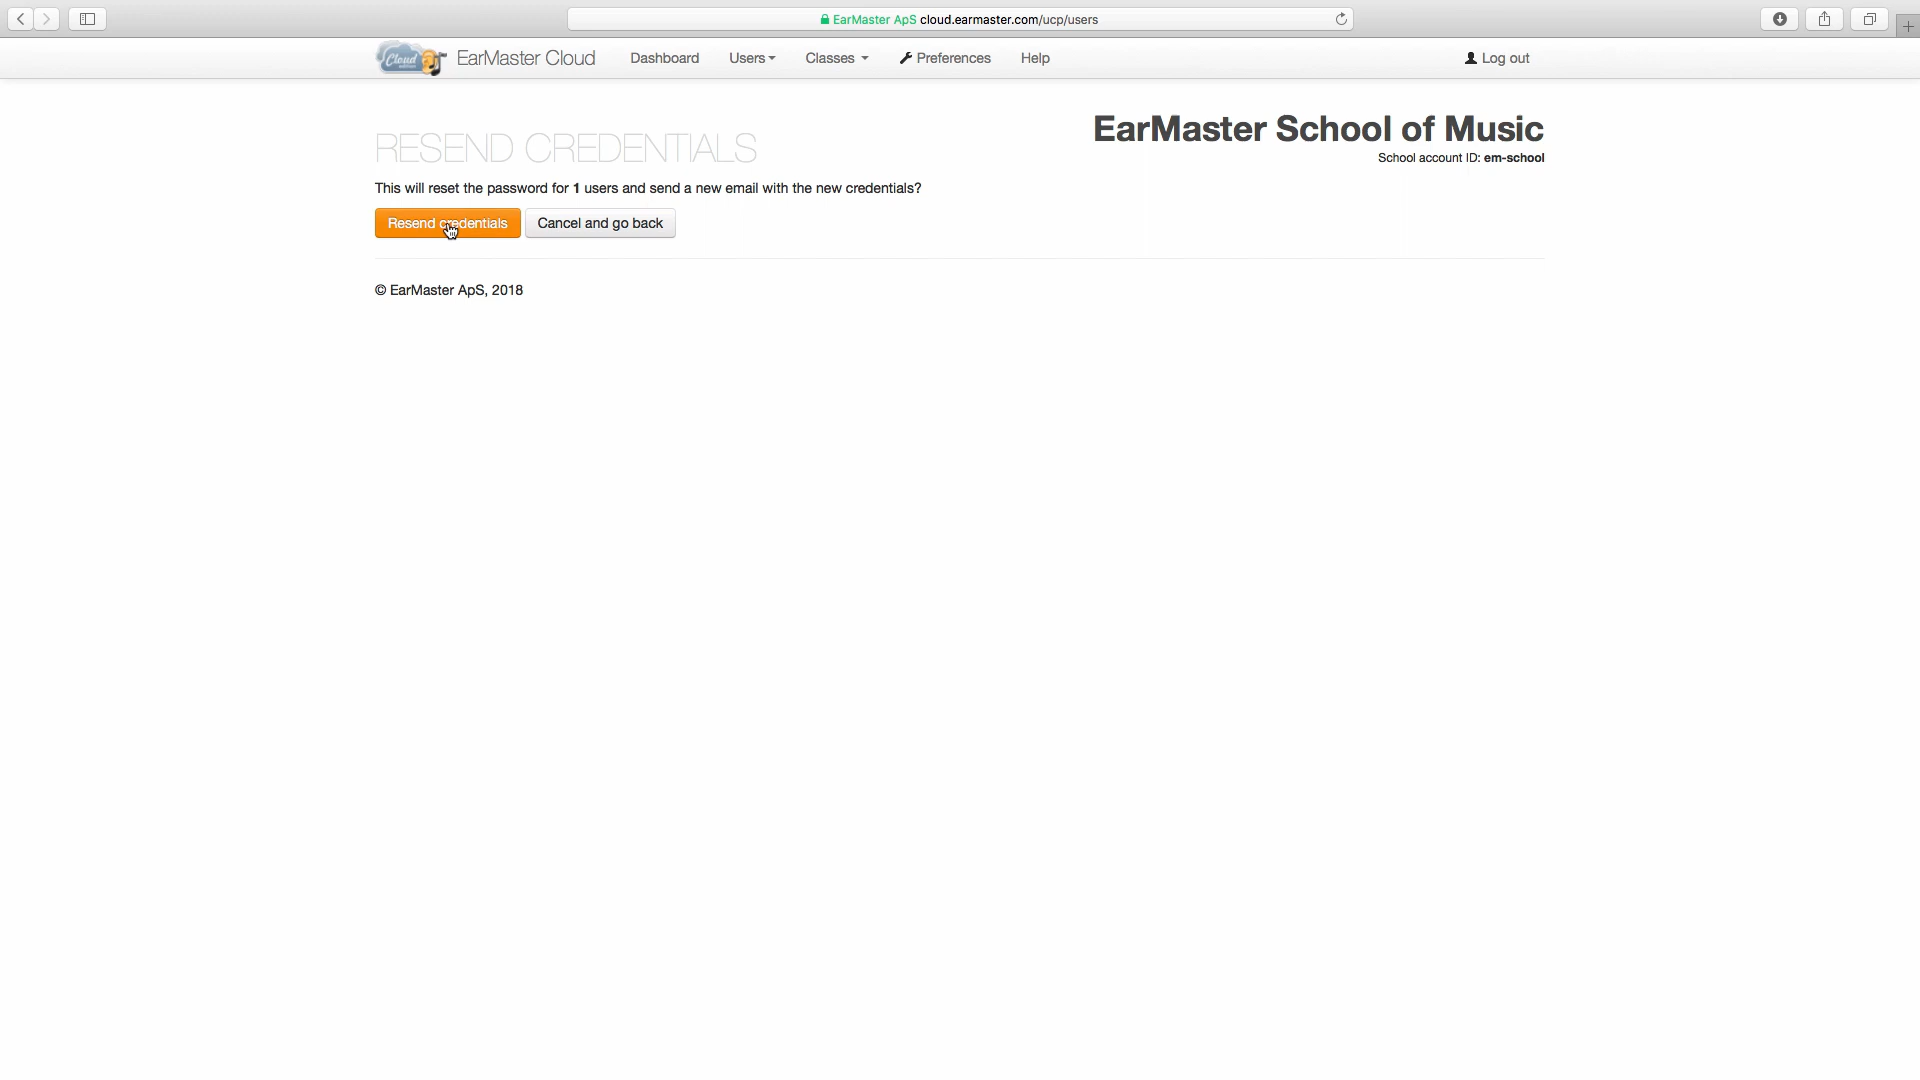 EarMaster ApS cloud.earmaster.com/ucp/users
Cloud EarMaster Cloud Dashboard Users Classes Preferences Help Log out
EarMaster School of Music
School account ID: em-school
RESEND CREDENTIALS
This will reset the password for 1 users and send a new email with the new credentials?
Resend credentials Cancel and go back
© EarMaster ApS, 2018